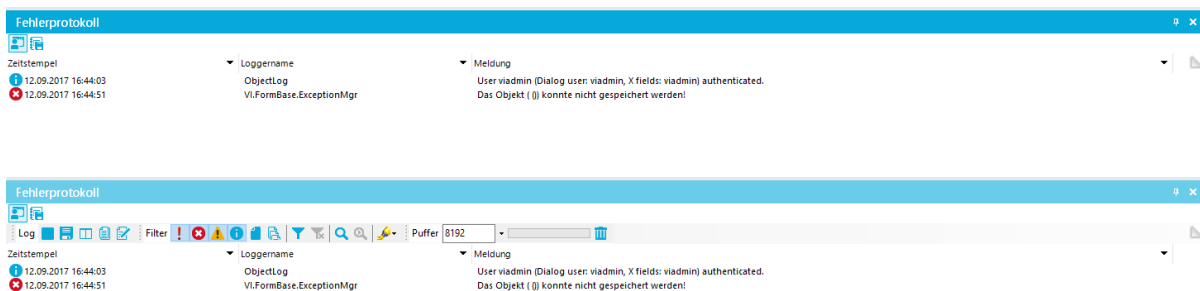 Fehlerprotokoll
Zeitstempel Loggername Meldung
12.09.2017 16:44:03 ObjectLog User viadmin (Dialog user: viadmin, X fields: viadmin) authenticated.
12.09.2017 16:44:51 VI.FormBase.ExceptionMgr Das Objekt ( ()) konnte nicht gespeichert werden!
Fehlerprotokoll
Log Filter Puffer 8192
Zeitstempel Loggername Meldung
12.09.2017 16:44:03 ObjectLog User viadmin (Dialog user: viadmin, X fields: viadmin) authenticated.
12.09.2017 16:44:51 VI.FormBase.ExceptionMgr Das Objekt ( ()) konnte nicht gespeichert werden!